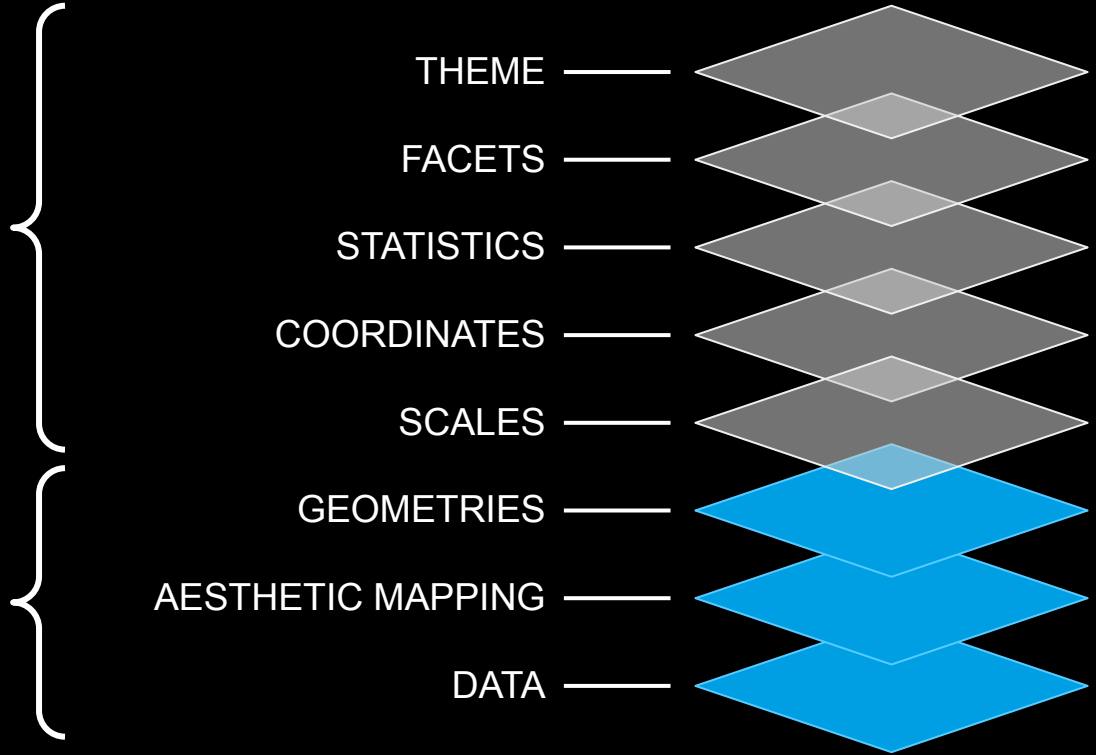 THEME
FACETS
STATISTICS
COORDINATES
SCALES
GEOMETRIES
AESTHETIC MAPPING
DATA